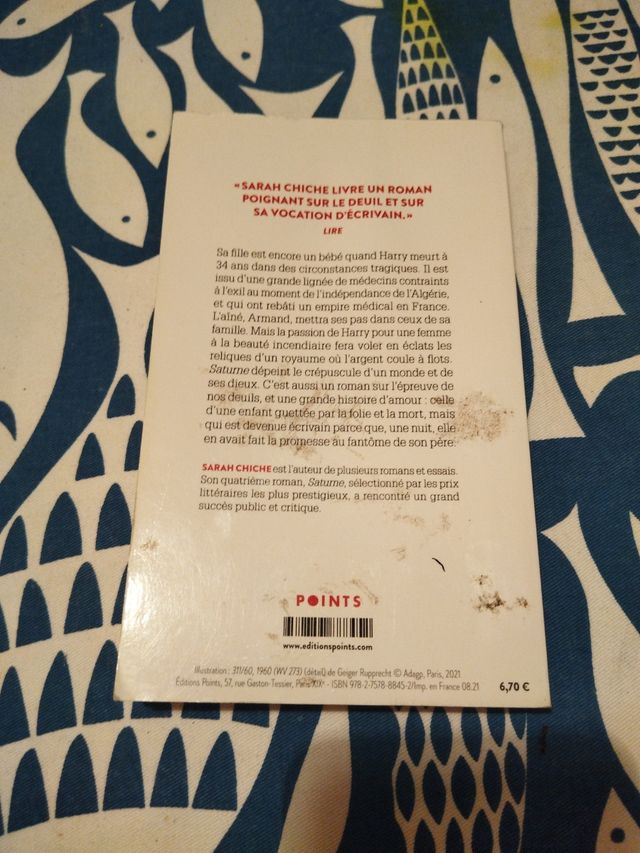 « SARAH CHICHE LIVRE UN ROMAN
POIGNANT SUR LE DEUIL ET SUR
SA VOCATION D'ÉCRIVAIN. »
LIRE
Sa fille est encore un bébé quand Harry meurt à
34 ans dans des circonstances tragiques. Il est
issu d'une grande lignée de médecins contraints
à l'exil au moment de l'indépendance de l'Algérie,
et qui ont rebâti un empire médical en France.
L'aîné, Armand, mettra ses pas dans ceux de sa
famille. Mais la passion de Harry pour une femme
à la beauté incendiaire fera voler en éclats les
reliques d'un royaume où l'argent coule à flots.
Saturne dépeint le crépuscule d'un monde et de
ses dieux. C'est aussi un roman sur l'épreuve de
nos deuils, et une grande histoire d'amour : celle
d'une enfant guettée par la folie et la mort, mais
qui est devenue écrivain parce que, une nuit, elle
en avait fait la promesse au fantôme de son père.
SARAH CHICHE est l'auteur de plusieurs romans et essais.
Son quatrième roman, Saturne, sélectionné par les prix
littéraires les plus prestigieux, a rencontré un grand
succès public et critique.
POINTS
www.editionspoints.com
Illustration : 311/60, 1960 (WV 273) (détail) de Geiger Rupprecht © Adagp, Paris, 2021
Éditions Points, 57, rue Gaston-Tessier, Paris XIXe - ISBN 978-2-7578-8845-2/Imp. en France 08.21 6,70 €